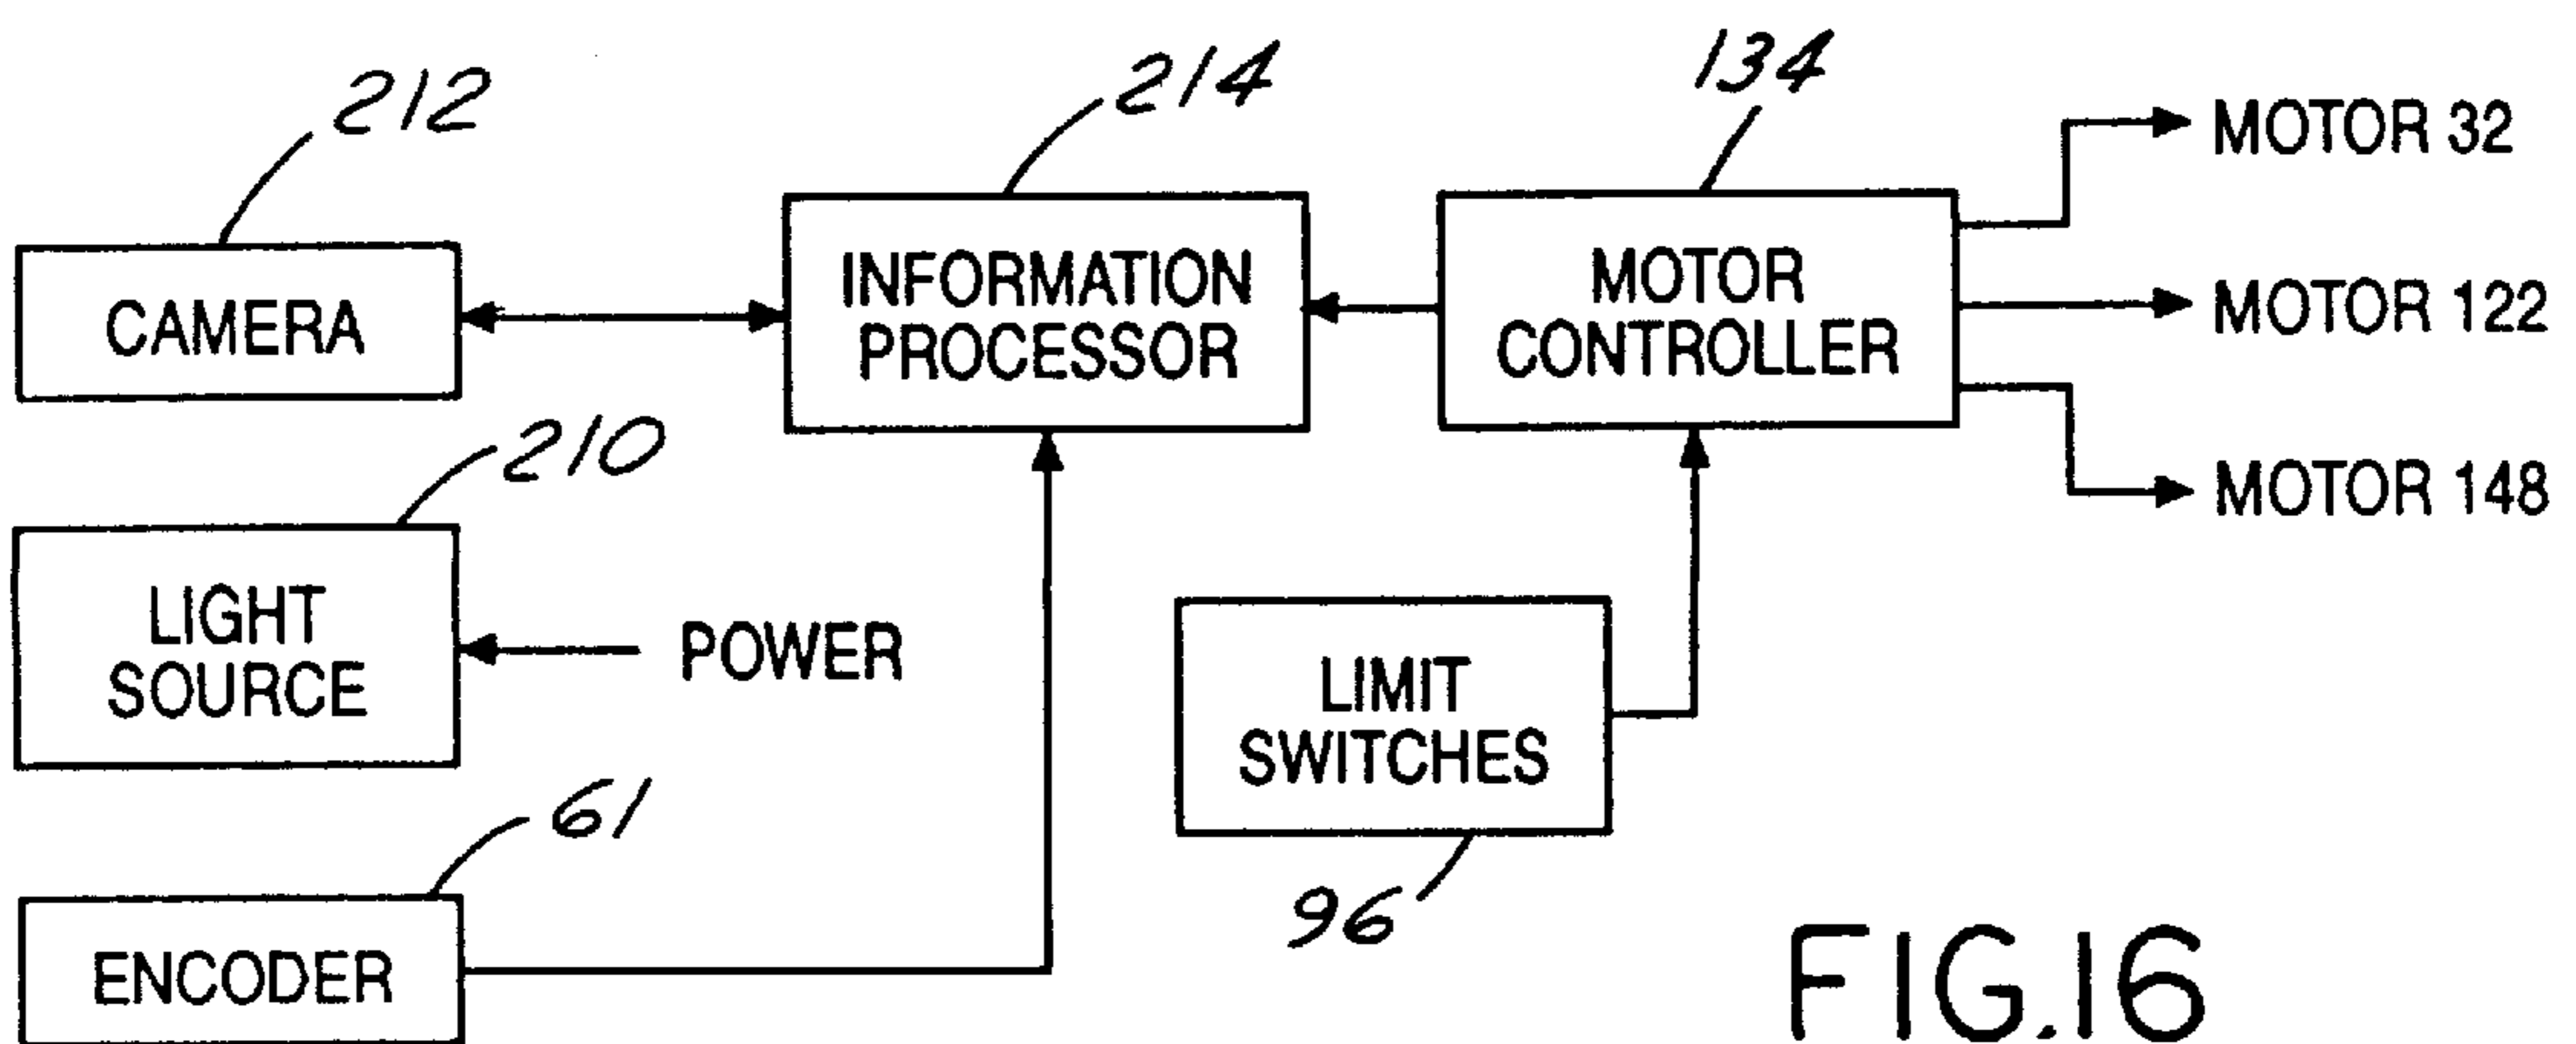 212
214
134
MOTOR 32
CAMERA
INFORMATION
PROCESSOR
MOTOR
CONTROLLER
MOTOR 122
210
MOTOR 148
LIGHT
SOURCE
POWER
LIMIT
SWITCHES
61
96
ENCODER
FIG.16